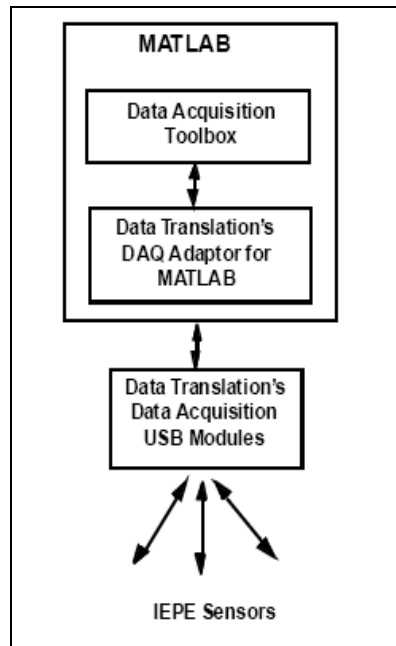 MATLAB
Data Acquisition
Toolbox
Data Translation's
DAQ Adaptor for
MATLAB
Data Translation's
Data Acquisition
USB Modules
IEPE Sensors